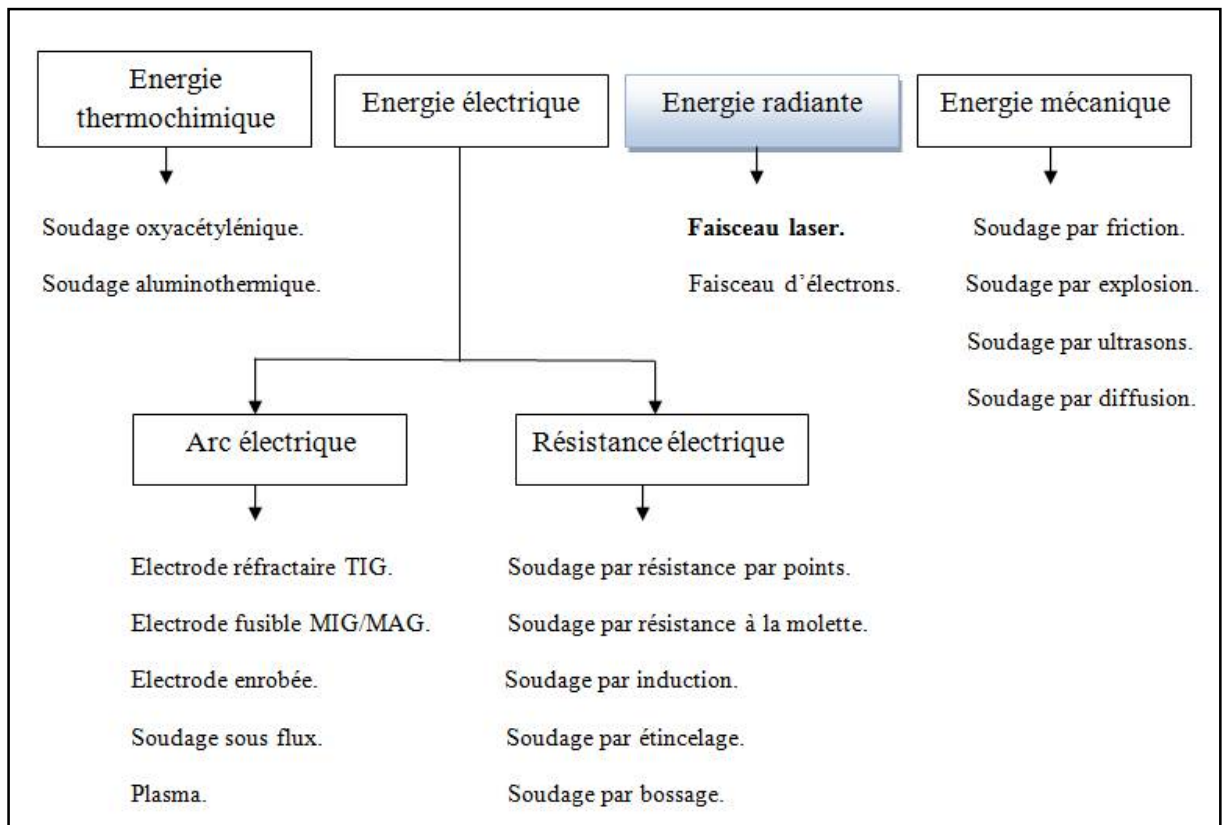 Energie
thermochimique
Energie électrique
Energie radiante
Energie mécanique
Soudage oxyacétylénique.
Soudage aluminothermique.
Faisceau laser.
Faisceau d'électrons.
Soudage par friction.
Soudage par explosion.
Soudage par ultrasons.
Soudage par diffusion.
Arc électrique
Résistance électrique
Electrode réfractaire TIG.
Electrode fusible MIG/MAG.
Electrode enrobée.
Soudage sous flux.
Plasma.
Soudage par résistance par points.
Soudage par résistance à la molette.
Soudage par induction.
Soudage par étincelage.
Soudage par bossage.